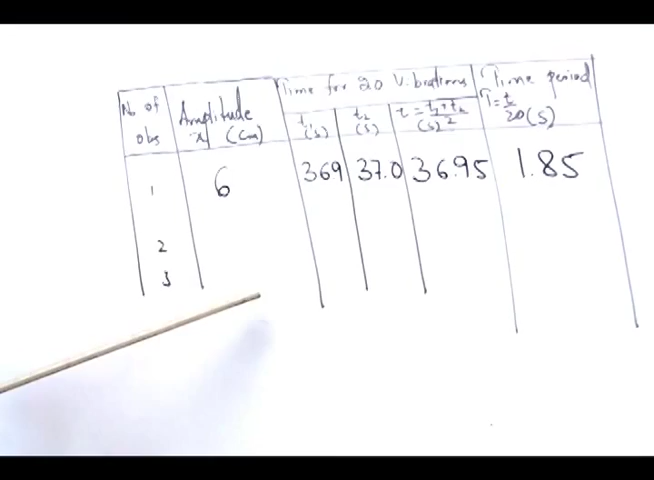 No of obs
Amplitude x (cm)
Time for 20 Vibrations
t₁ (s)
t₂ (s)
t = t₁+t₂/2 (s)
Time period T = t/20 (s)
1 6 369 37.0 36.95 1.85
2
3